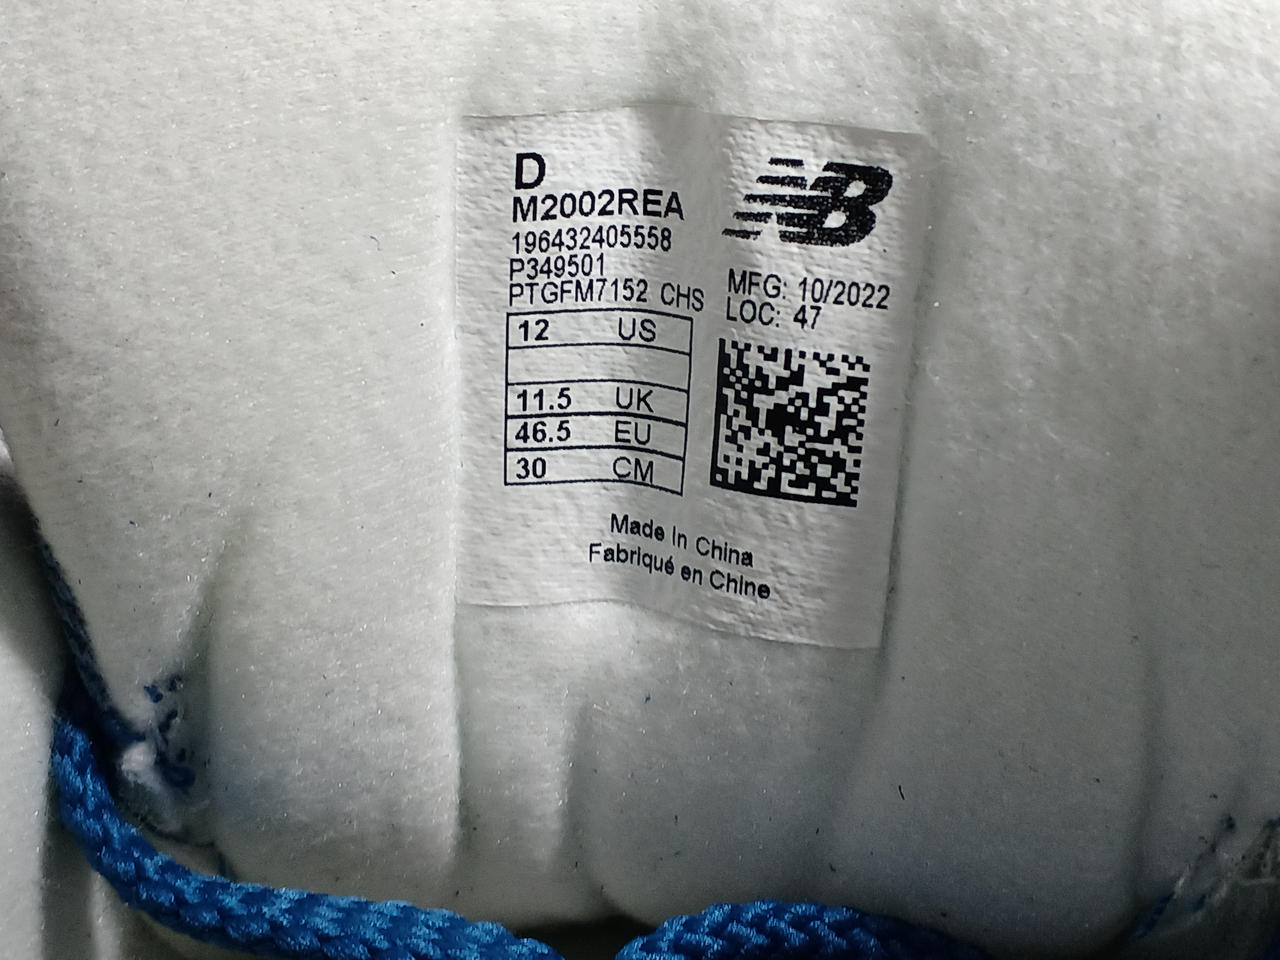 D
M2002REA
196432405558
P349501
PTGFM7152 CHS
12 US
11.5 UK
46.5 EU
30 CM
NB
MFG: 10/2022
LOC: 47
Made In China
Fabriqué en Chine